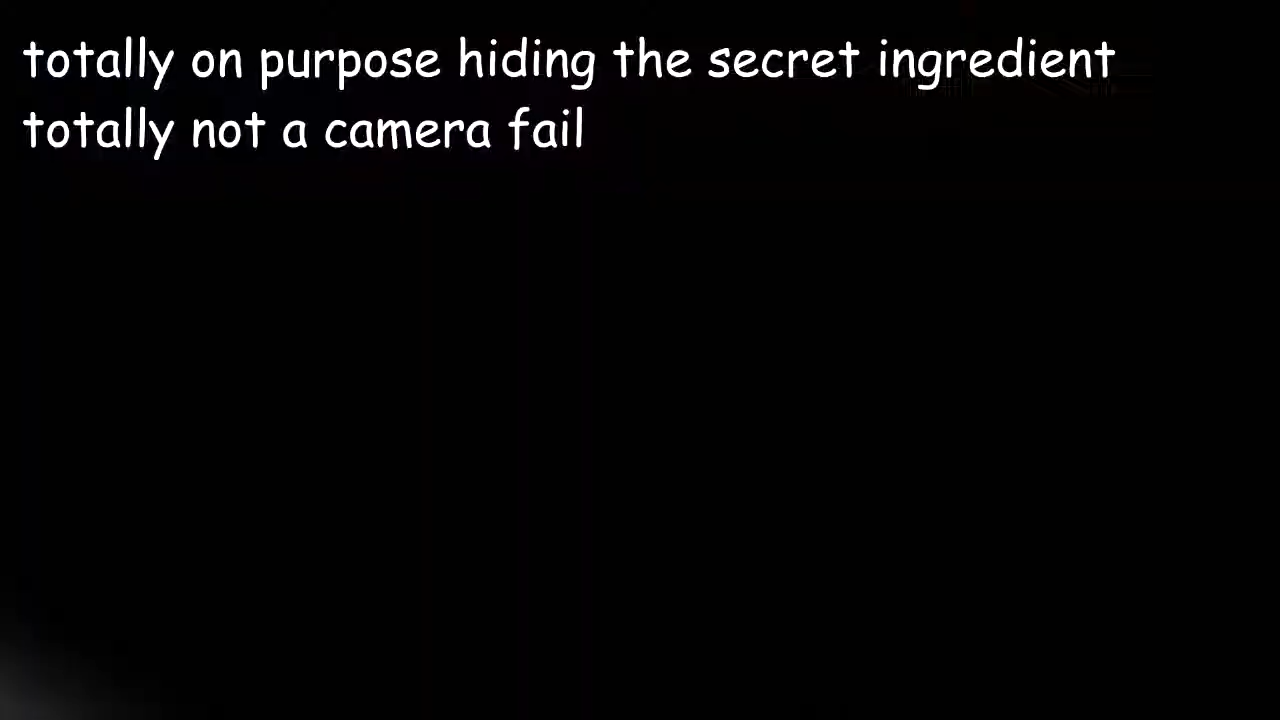 totally on purpose hiding the secret ingredient
totally not a camera fail